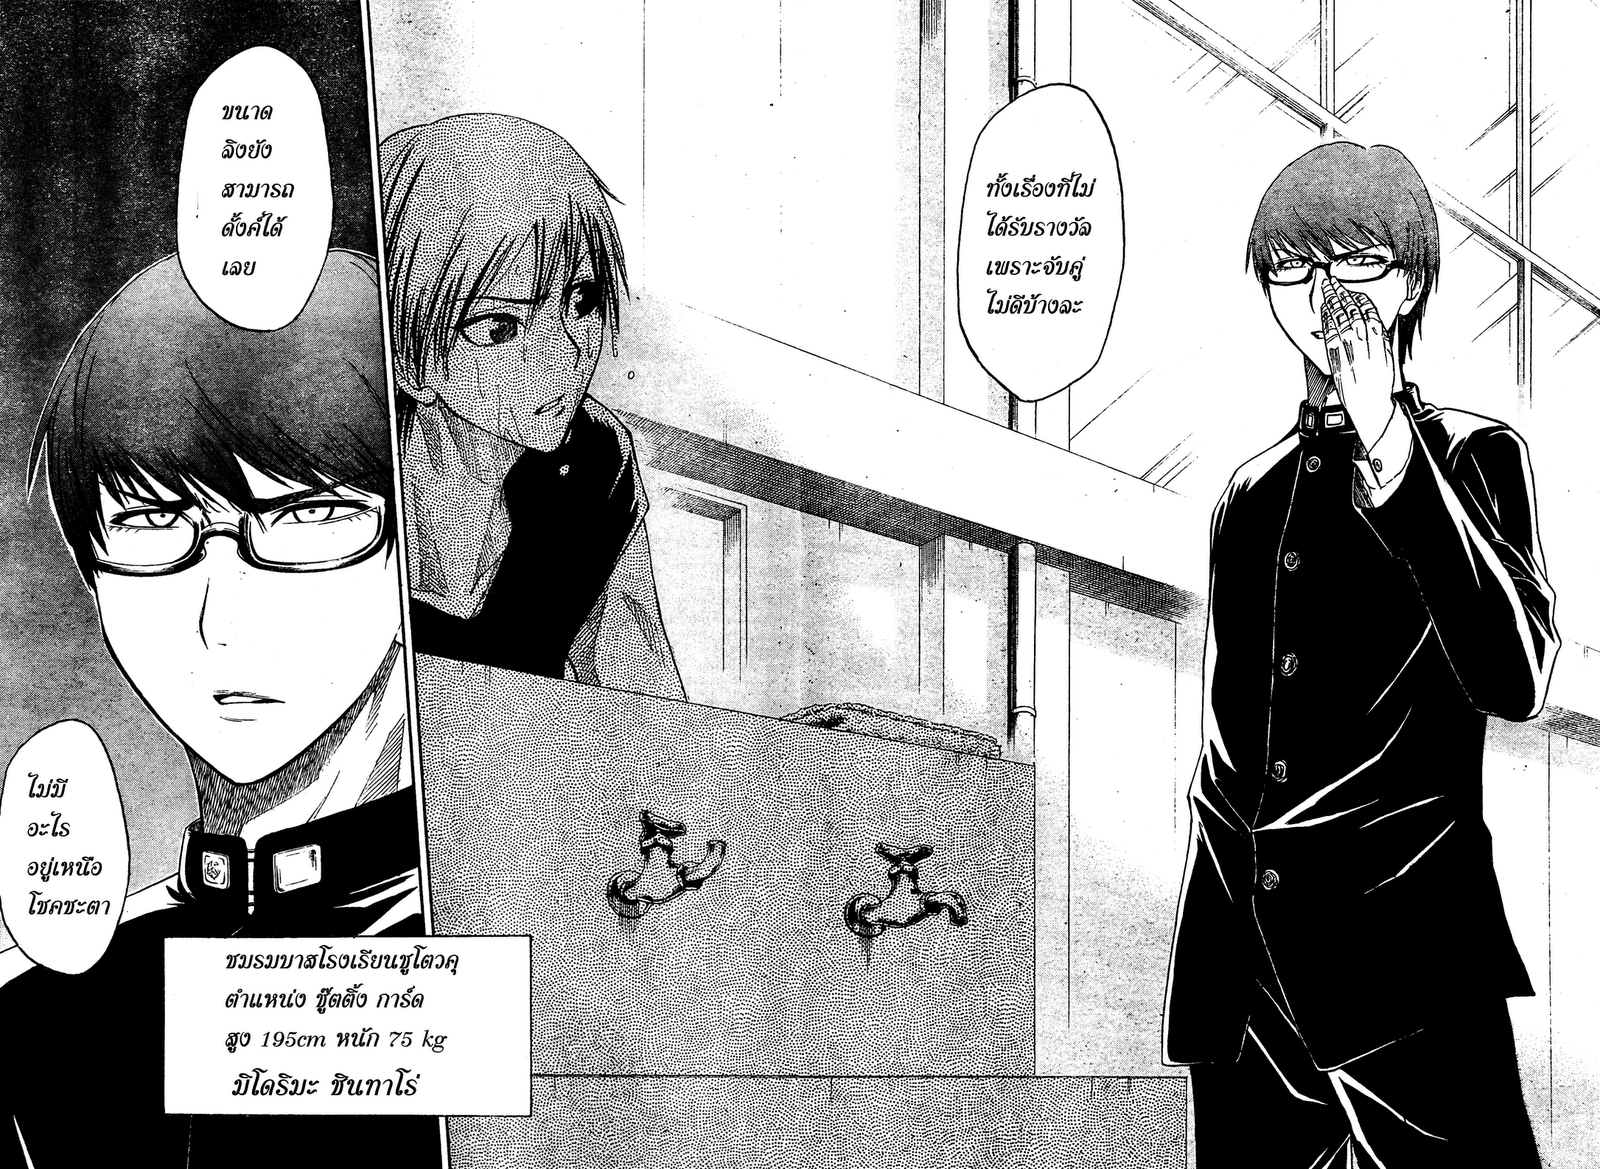 ทั้งเรื่องที่ไม่
ได้รับรางวัล
เพราะจับคู่
ไม่ดีบ้างละ
ขนาด
ลิงยัง
สามารถ
ดั้งค์ได้
เลย
ไม่มี
อะไร
อยู่เหนือ
โชคชะตา
ชมรมบาสโรงเรียนชูโตวคุ
ตำแหน่ง ชู๊ตติ้ง การ์ด
สูง 195cm หนัก 75 kg
มิโดริมะ ชินทาโร่